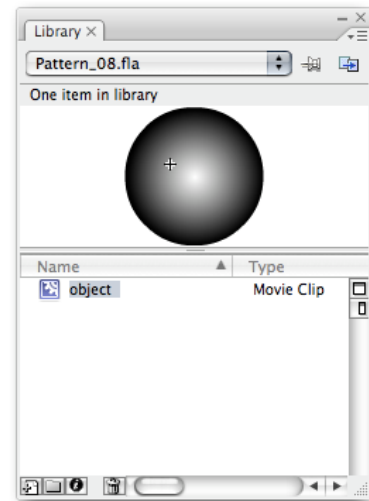 Library ×
Pattern_08.fla
One item in library
Name Type
object Movie Clip